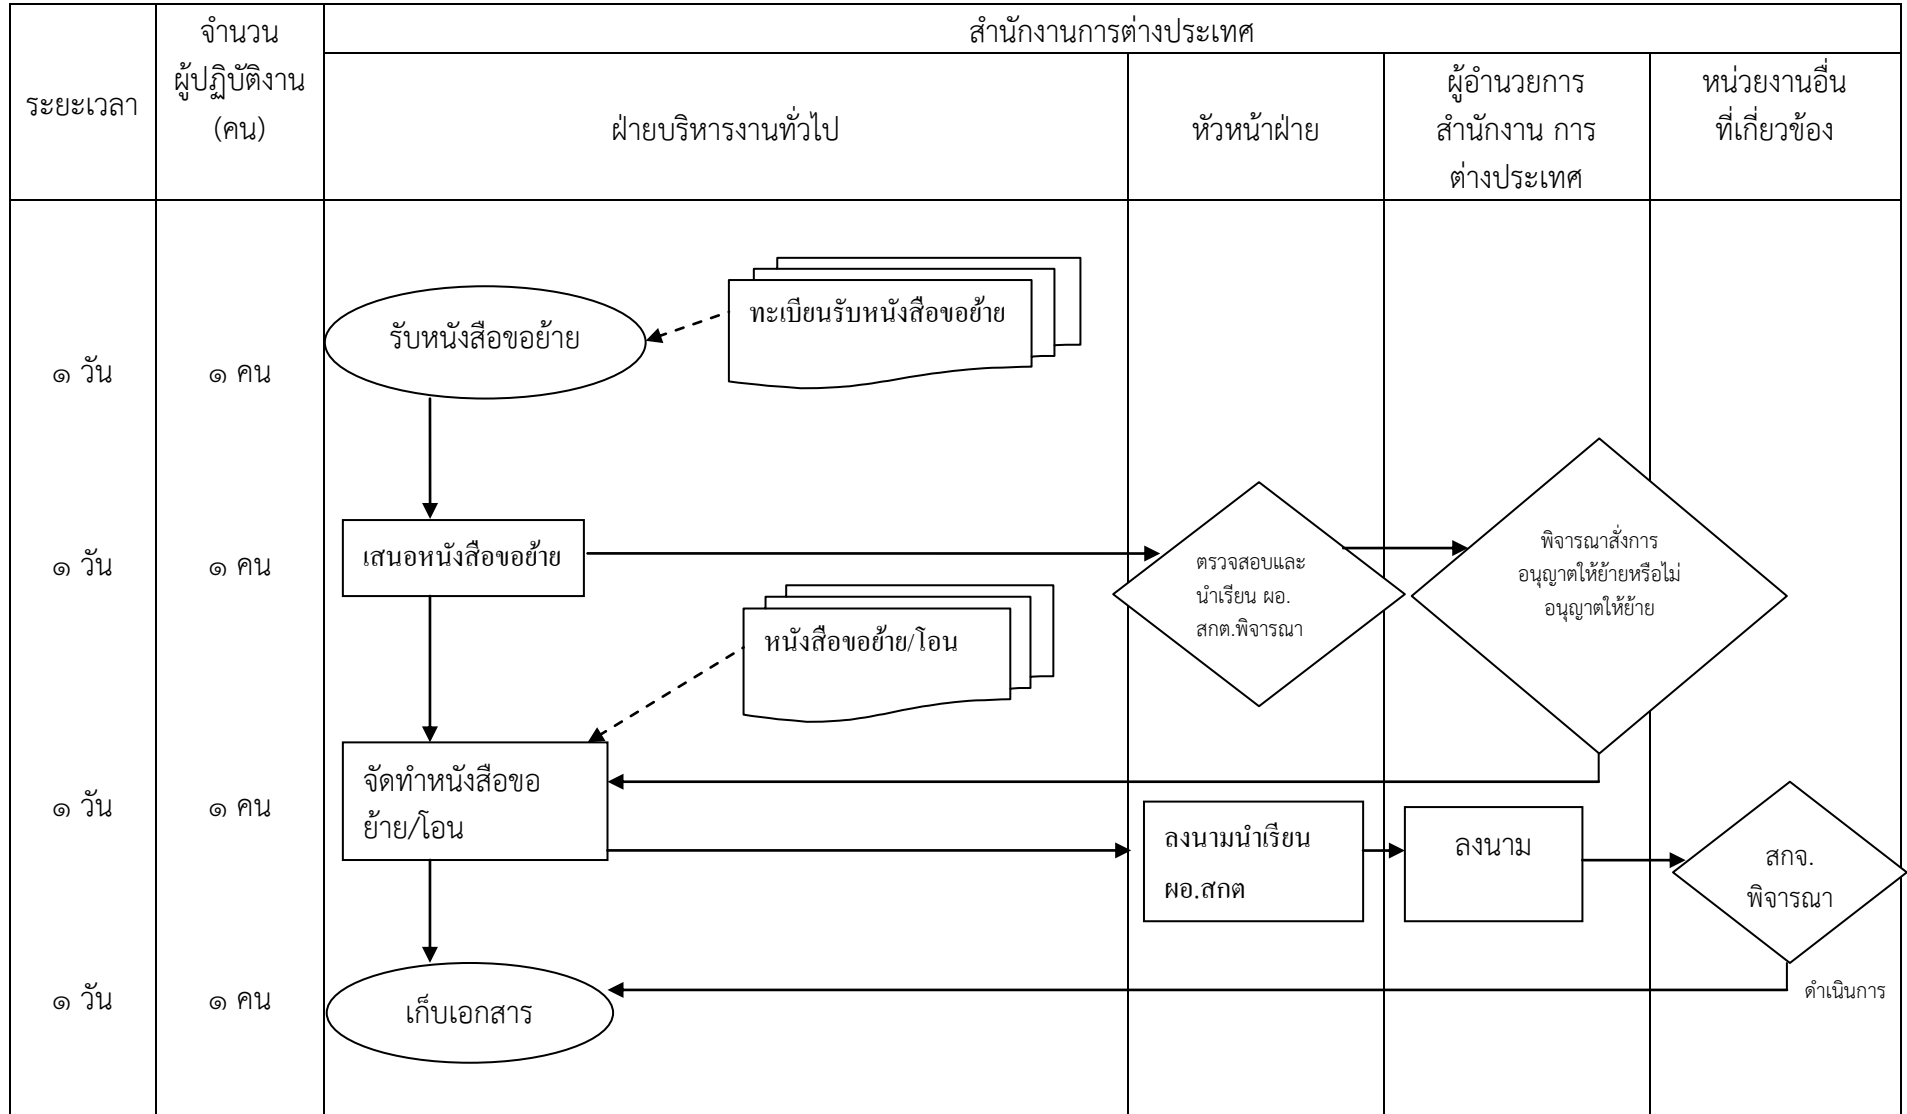 ระยะเวลา
จำนวน
ผู้ปฏิบัติงาน
(คน)
สำนักงานการต่างประเทศ
ฝ่ายบริหารงานทั่วไป
หัวหน้าฝ่าย
ผู้อำนวยการ
สำนักงาน การ
ต่างประเทศ
หน่วยงานอื่น
ที่เกี่ยวข้อง
๑ วัน
๑ คน
รับหนังสือขอย้าย
ทะเบียนรับหนังสือขอย้าย
๑ วัน
๑ คน
เสนอหนังสือขอย้าย
ตรวจสอบและ
นำเรียน ผอ.
สกต.พิจารณา
พิจารณาสั่งการ
อนุญาตให้ย้ายหรือไม่
อนุญาตให้ย้าย
หนังสือขอย้าย/โอน
๑ วัน
๑ คน
จัดทำหนังสือขอ
ย้าย/โอน
ลงนามนำเรียน
ผอ.สกต
ลงนาม
สกจ.
พิจารณา
๑ วัน
๑ คน
เก็บเอกสาร
ดำเนินการ